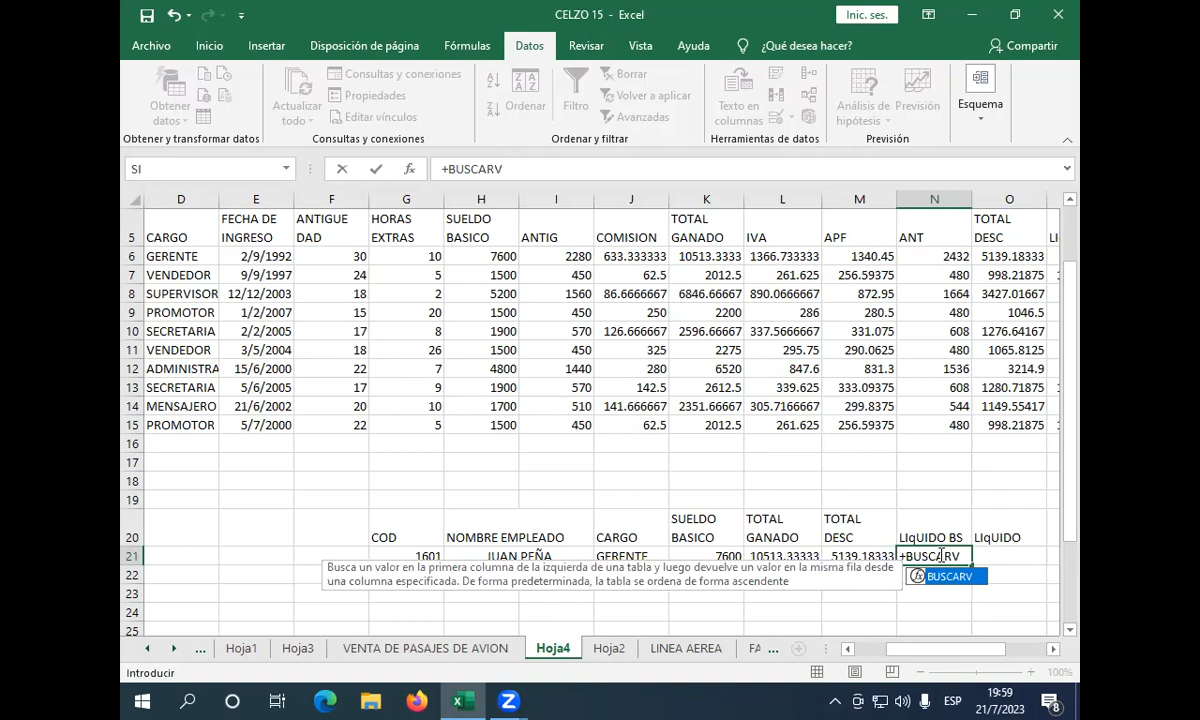 CELZO 15 - Excel
Inic. ses.
Archivo Inicio Insertar Disposición de página Fórmulas Datos Revisar Vista Ayuda ¿Qué desea hacer? Compartir
Obtener datos
Actualizar todo
Consultas y conexiones
Propiedades
Editar vínculos
Ordenar
Filtro
Borrar
Volver a aplicar
Avanzadas
Texto en columnas
Análisis de hipótesis
Previsión
Esquema
Obtener y transformar datos Consultas y conexiones Ordenar y filtrar Herramientas de datos Previsión
SI fx +BUSCARV
D E F G H I J K L M N O
5 CARGO FECHA DE INGRESO ANTIGUE DAD HORAS EXTRAS SUELDO BASICO ANTIG COMISION TOTAL GANADO IVA APF ANT TOTAL DESC
6 GERENTE 2/9/1992 30 10 7600 2280 633.333333 10513.3333 1366.733333 1340.45 2432 5139.18333
7 VENDEDOR 9/9/1997 24 5 1500 450 62.5 2012.5 261.625 256.59375 480 998.21875
8 SUPERVISOR 12/12/2003 18 2 5200 1560 86.6666667 6846.66667 890.0666667 872.95 1664 3427.01667
9 PROMOTOR 1/2/2007 15 20 1500 450 250 2200 286 280.5 480 1046.5
10 SECRETARIA 2/2/2005 17 8 1900 570 126.666667 2596.66667 337.5666667 331.075 608 1276.64167
11 VENDEDOR 3/5/2004 18 26 1500 450 325 2275 295.75 290.0625 480 1065.8125
12 ADMINISTRA 15/6/2000 22 7 4800 1440 280 6520 847.6 831.3 1536 3214.9
13 SECRETARIA 5/6/2005 17 9 1900 570 142.5 2612.5 339.625 333.09375 608 1280.71875
14 MENSAJERO 21/6/2002 20 10 1700 510 141.666667 2351.66667 305.7166667 299.8375 544 1149.55417
15 PROMOTOR 5/7/2000 22 5 1500 450 62.5 2012.5 261.625 256.59375 480 998.21875
16
17
18
19
20 COD NOMBRE EMPLEADO CARGO SUELDO BASICO TOTAL GANADO TOTAL DESC LIqUIDO BS LIqUIDO
21 1601 JUAN PEÑA GERENTE 7600 10513.33333 5139.18333 +BUSCARV
22
23
24
25
Busca un valor en la primera columna de la izquierda de una tabla y luego devuelve un valor en la misma fila desde
una columna especificada. De forma predeterminada, la tabla se ordena de forma ascendente
BUSCARV
... Hoja1 Hoja3 VENTA DE PASAJES DE AVION Hoja4 Hoja2 LINEA AEREA FA ...
Introducir 100%
ESP 19:59
21/7/2023
8